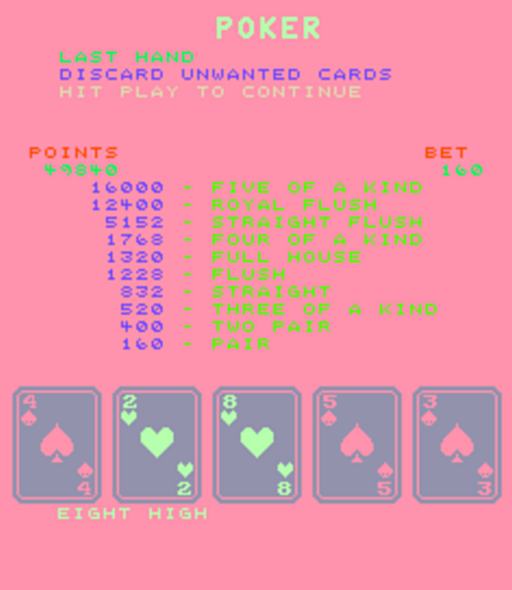 POKER
LAST HAND
DISCARD UNWANTED CARDS
HIT PLAY TO CONTINUE
POINTS BET
49840 160
16000 - FIVE OF A KIND
12400 - ROYAL FLUSH
5152 - STRAIGHT FLUSH
1768 - FOUR OF A KIND
1320 - FULL HOUSE
1228 - FLUSH
832 - STRAIGHT
520 - THREE OF A KIND
400 - TWO PAIR
160 - PAIR
4 2 8 5 3
4 2 8 5 3
EIGHT HIGH